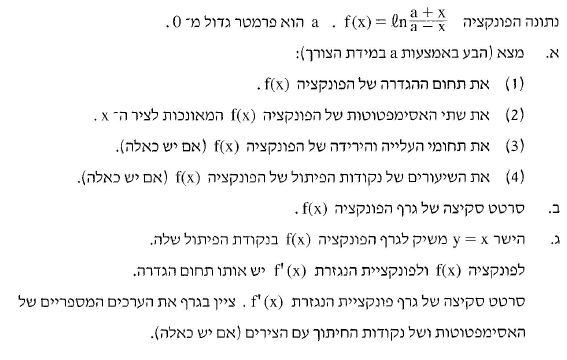 נתונה הפונקציה f(x) = ℓn (a + x)/(a − x) . a הוא פרמטר גדול מ־ 0.
א. מצא (הבע באמצעות a במידת הצורך):
(1) את תחום ההגדרה של הפונקציה f(x).
(2) את שתי האסימפטוטות של הפונקציה f(x) המאונכות לציר ה־ x.
(3) את תחומי העלייה והירידה של הפונקציה f(x) (אם יש כאלה).
(4) את השיעורים של נקודות הפיתול של הפונקציה f(x) (אם יש כאלה).
ב. סרטט סקיצה של גרף הפונקציה f(x).
ג. הישר y = x משיק לגרף הפונקציה f(x) בנקודת הפיתול שלה.
לפונקציה f(x) ולפונקציית הנגזרת f'(x) יש אותו תחום הגדרה.
סרטט סקיצה של גרף פונקציית הנגזרת f'(x). ציין בגרף את הערכים המספריים של
האסימפטוטות ושל נקודות החיתוך עם הצירים (אם יש כאלה).